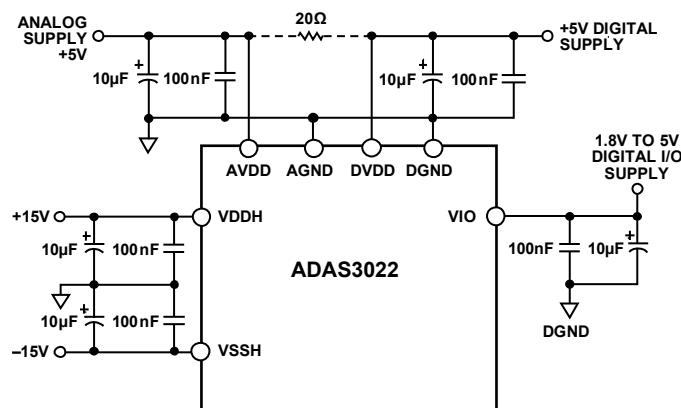 ANALOG
SUPPLY
+5V
20Ω
+5V DIGITAL
SUPPLY
+
10µF
100nF
+
10µF
100nF
AVDD
AGND
DVDD
DGND
1.8V TO 5V
DIGITAL I/O
SUPPLY
+15V
VDDH
VIO
+
10µF
100nF
ADAS3022
100nF
+
10µF
+
10µF
100nF
DGND
–15V
VSSH